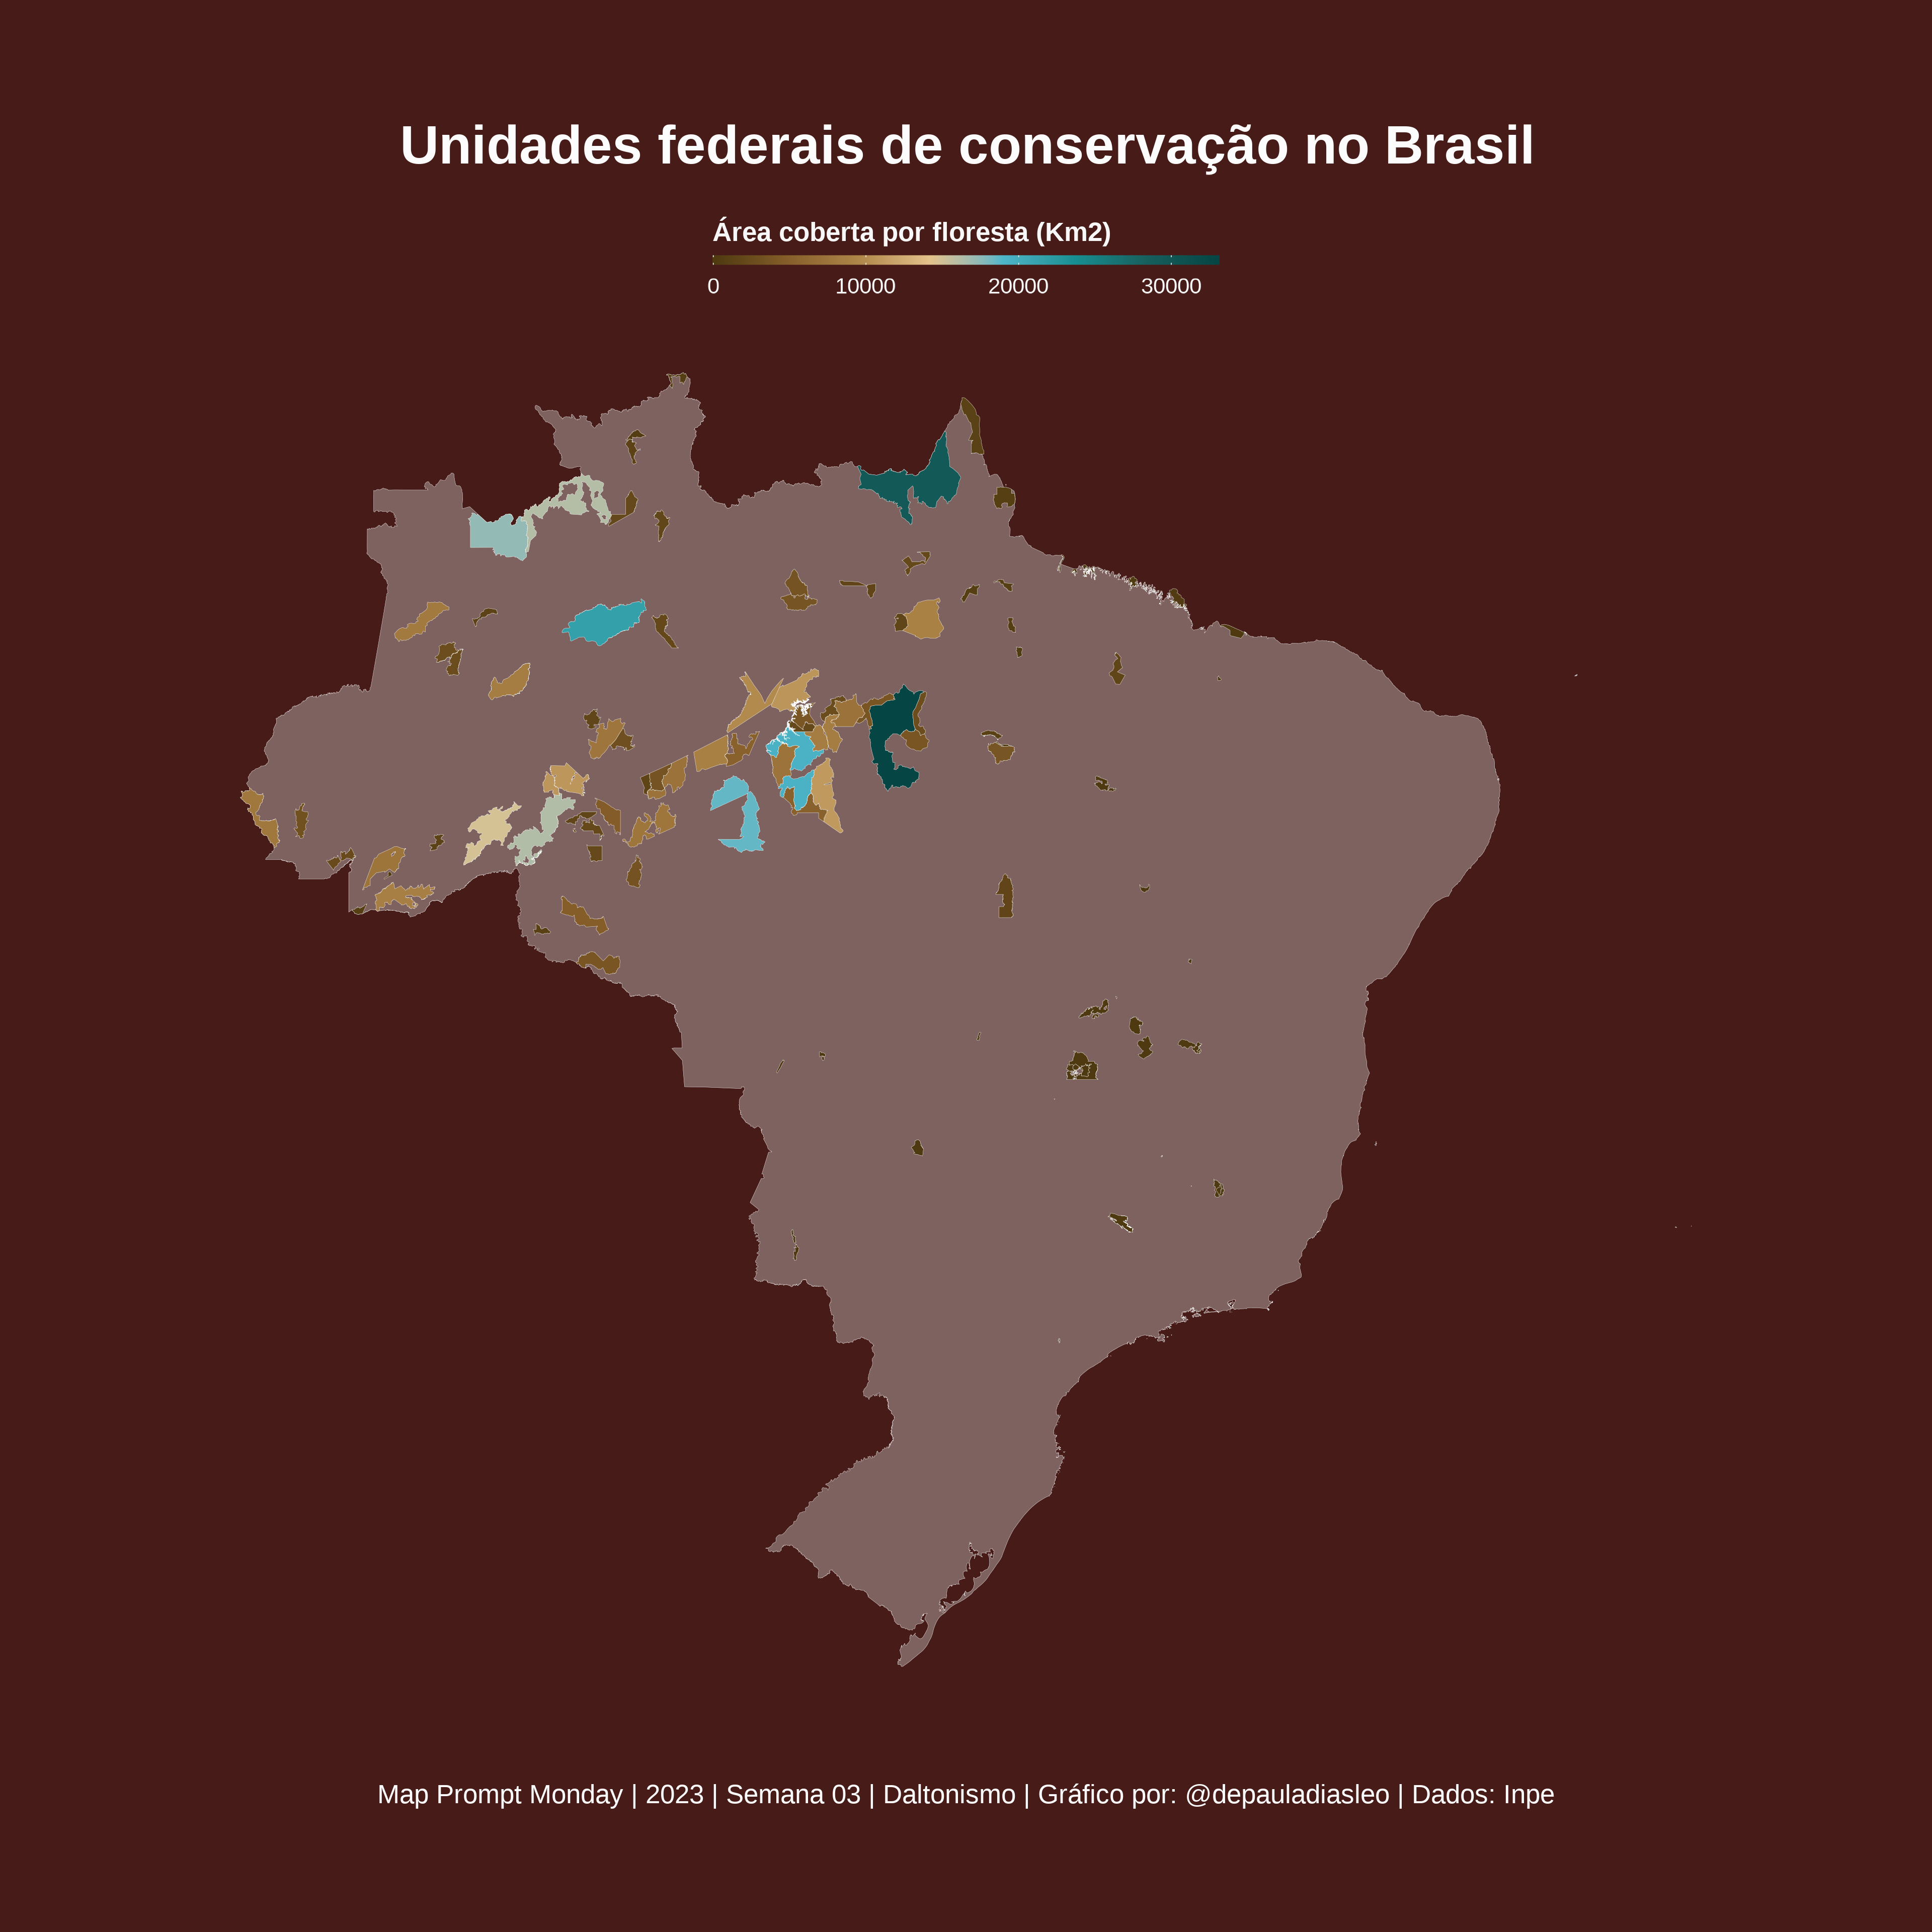 Unidades federais de conservação no Brasil
Área coberta por floresta (Km2)
0 10000 20000 30000
Map Prompt Monday | 2023 | Semana 03 | Daltonismo | Gráfico por: @depauladiasleo | Dados: Inpe